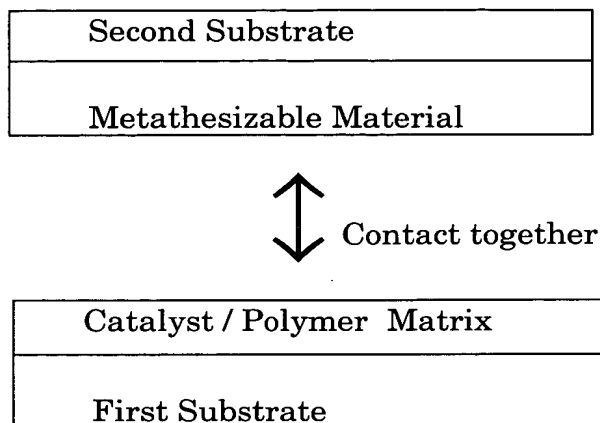 Second Substrate
Metathesizable Material
Contact together
Catalyst / Polymer Matrix
First Substrate